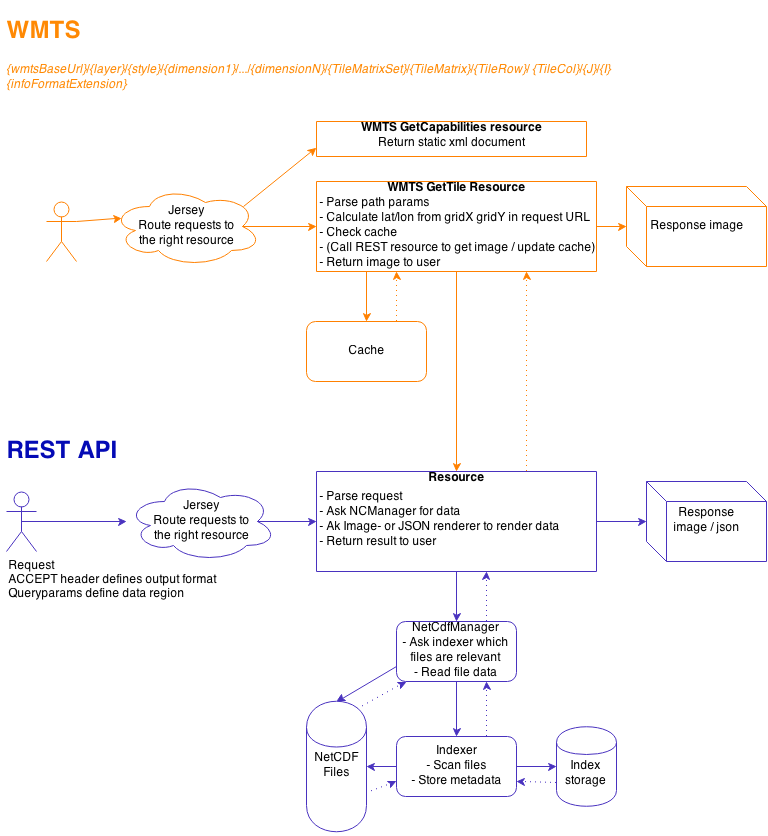 WMTS
{wmtsBaseUrl}/{layer}/{style}/{dimension1}/.../{dimensionN}/{TileMatrixSet}/{TileMatrix}/{TileRow}/ {TileCol}/{J}/{I}
{infoFormatExtension}
WMTS GetCapabilities resource
Return static xml document
WMTS GetTile Resource
- Parse path params
- Calculate lat/lon from gridX gridY in request URL
- Check cache
- (Call REST resource to get image / update cache)
- Return image to user
Jersey
Route requests to
the right resource
Response image
Cache
REST API
Resource
- Parse request
- Ask NCManager for data
- Ak Image- or JSON renderer to render data
- Return result to user
Jersey
Route requests to
the right resource
Response
image / json
Request
ACCEPT header defines output format
Queryparams define data region
NetCdfManager
- Ask indexer which
files are relevant
- Read file data
NetCDF
Files
Indexer
- Scan files
- Store metadata
Index
storage